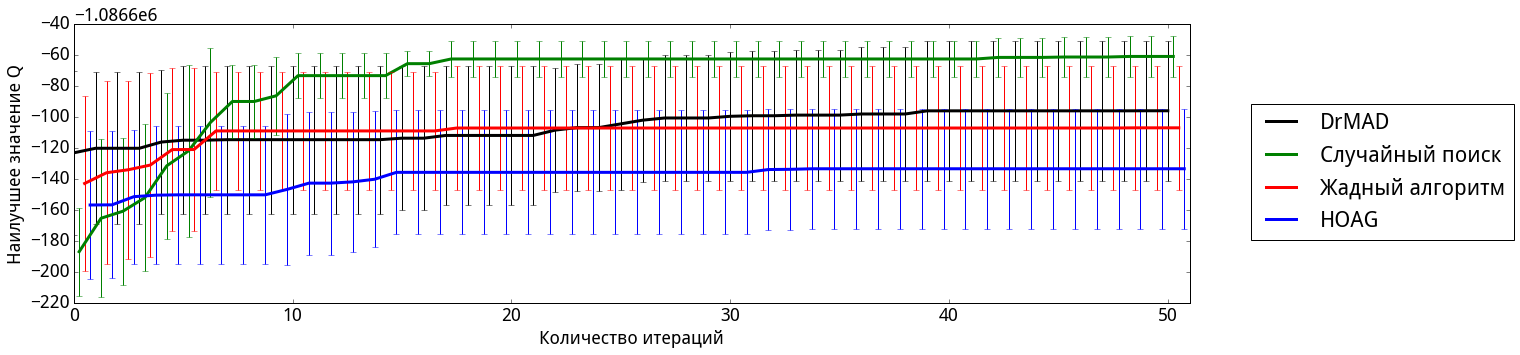 −1.0866e6
−40
−60
−80
−100
−120
−140
−160
−180
−200
−220
Наилучшее значение Q
0 10 20 30 40 50
Количество итераций
DrMAD
Случайный поиск
Жадный алгоритм
HOAG